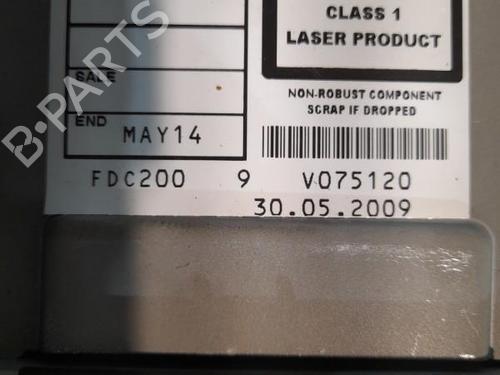 CLASS 1
LASER PRODUCT
SALE
NON-ROBUST COMPONENT
SCRAP IF DROPPED
END
MAY14
FDC200 9 V075120
30.05.2009
B-PARTS